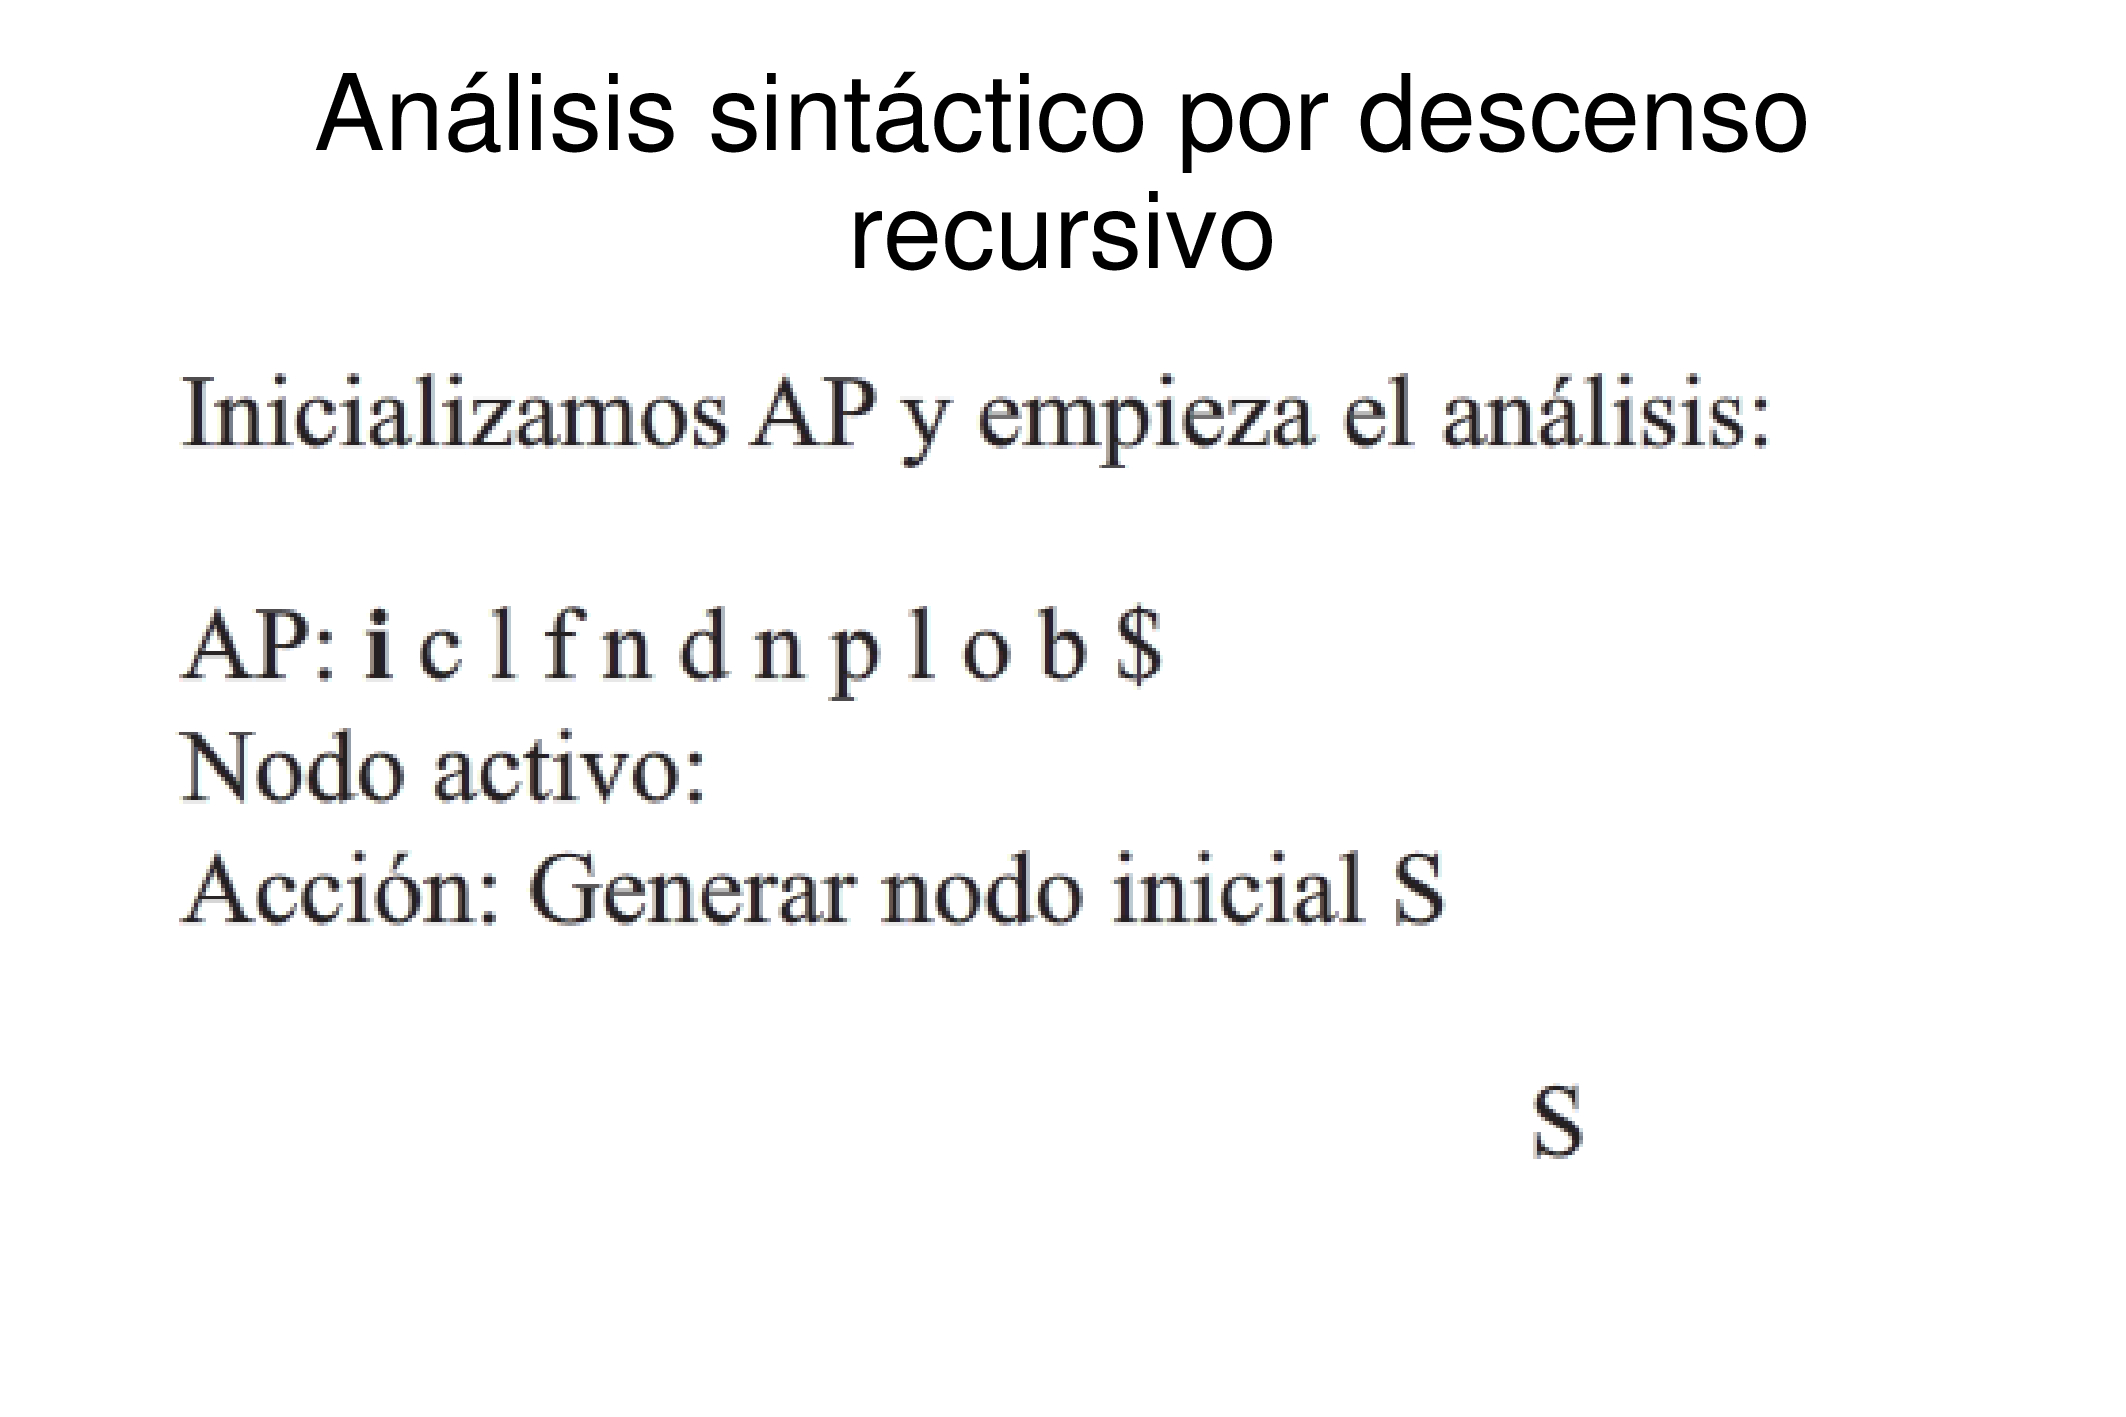 Análisis sintáctico por descenso
recursivo
Inicializamos AP y empieza el análisis:
AP: i c l f n d n p l o b $
Nodo activo:
Acción: Generar nodo inicial S
S